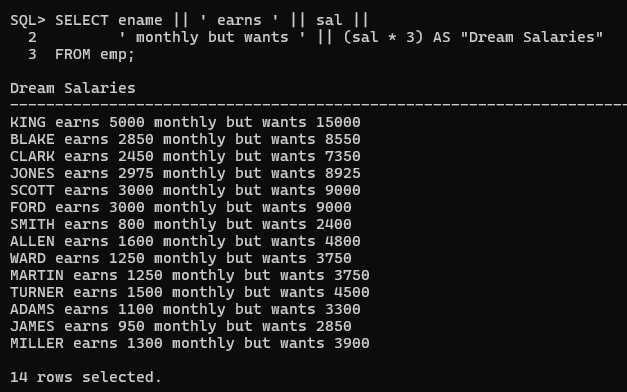 SQL> SELECT ename || ' earns ' || sal ||
  2         ' monthly but wants ' || (sal * 3) AS "Dream Salaries"
  3  FROM emp;
Dream Salaries
--------------------------------------------------------------------------------
KING earns 5000 monthly but wants 15000
BLAKE earns 2850 monthly but wants 8550
CLARK earns 2450 monthly but wants 7350
JONES earns 2975 monthly but wants 8925
SCOTT earns 3000 monthly but wants 9000
FORD earns 3000 monthly but wants 9000
SMITH earns 800 monthly but wants 2400
ALLEN earns 1600 monthly but wants 4800
WARD earns 1250 monthly but wants 3750
MARTIN earns 1250 monthly but wants 3750
TURNER earns 1500 monthly but wants 4500
ADAMS earns 1100 monthly but wants 3300
JAMES earns 950 monthly but wants 2850
MILLER earns 1300 monthly but wants 3900
14 rows selected.